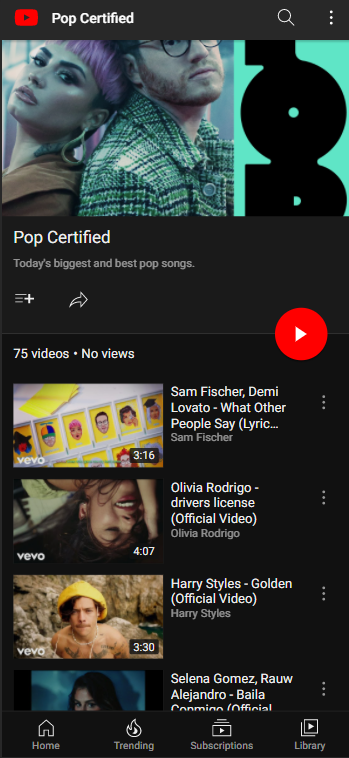 Pop Certified
POP
Pop Certified
Today's biggest and best pop songs.
75 videos • No views
Sam Fischer, Demi
Lovato - What Other
People Say (Lyric...
Sam Fischer
vevo
3:16
Olivia Rodrigo -
drivers license
(Official Video)
Olivia Rodrigo
vevo
4:07
Harry Styles - Golden
(Official Video)
Harry Styles
vevo
3:30
Selena Gomez, Rauw
Alejandro - Baila
Conmigo (Official
Home
Trending
Subscriptions
Library